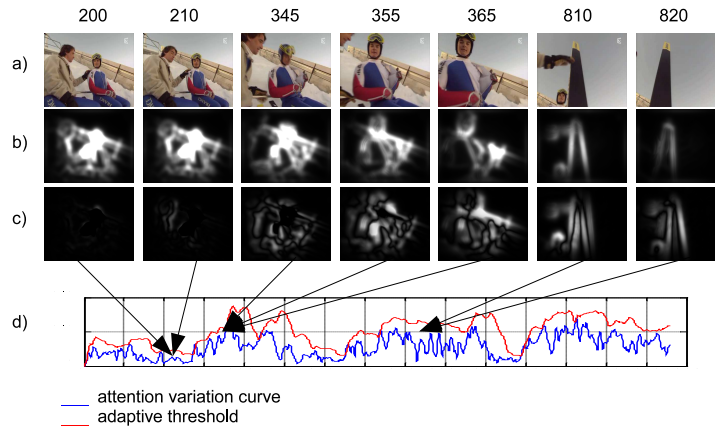 200 210 345 355 365 810 820
a)
b)
c)
d)
attention variation curve
adaptive threshold